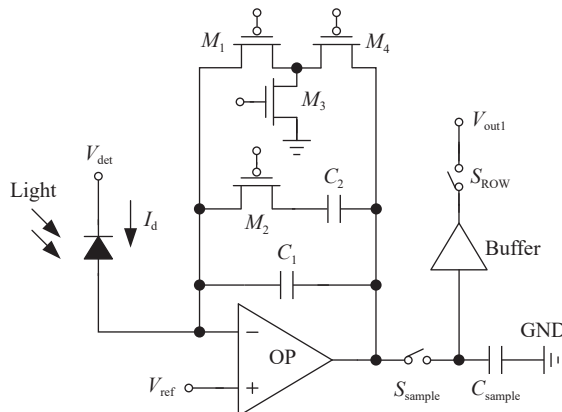 M1
M4
M3
Vdet
Vout1
Light
C2
SROW
Id
M2
Buffer
C1
GND
−
OP
Vref
+
Ssample
Csample